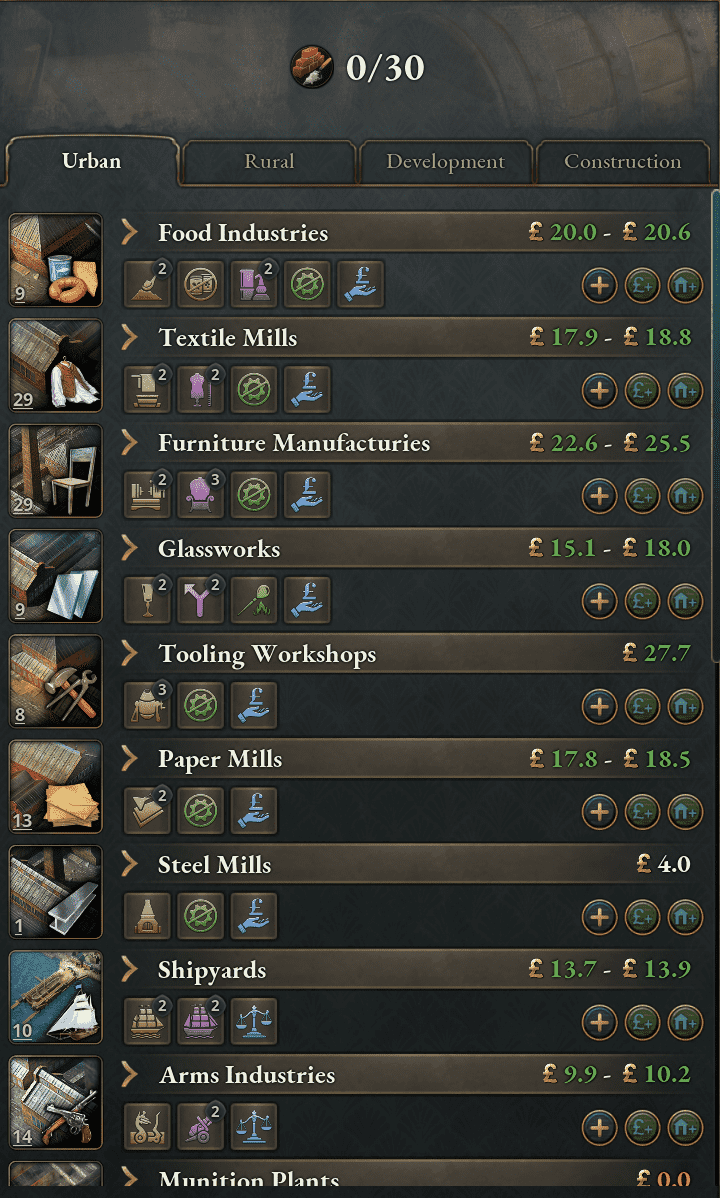 0/30
Urban Rural Development Construction
Food Industries £ 20.0 - £ 20.6
9 2 2 £ £+ +
Textile Mills £ 17.9 - £ 18.8
29 2 2 £ £+ +
Furniture Manufacturies £ 22.6 - £ 25.5
29 2 3 £ £+ +
Glassworks £ 15.1 - £ 18.0
9 2 2 £ £+ +
Tooling Workshops £ 27.7
8 3 £ £+ +
Paper Mills £ 17.8 - £ 18.5
13 2 £ £+ +
Steel Mills £ 4.0
1 £ £+ +
Shipyards £ 13.7 - £ 13.9
10 2 2 £+ +
Arms Industries £ 9.9 - £ 10.2
14 2 £+ +
Munition Plants £ 0.0